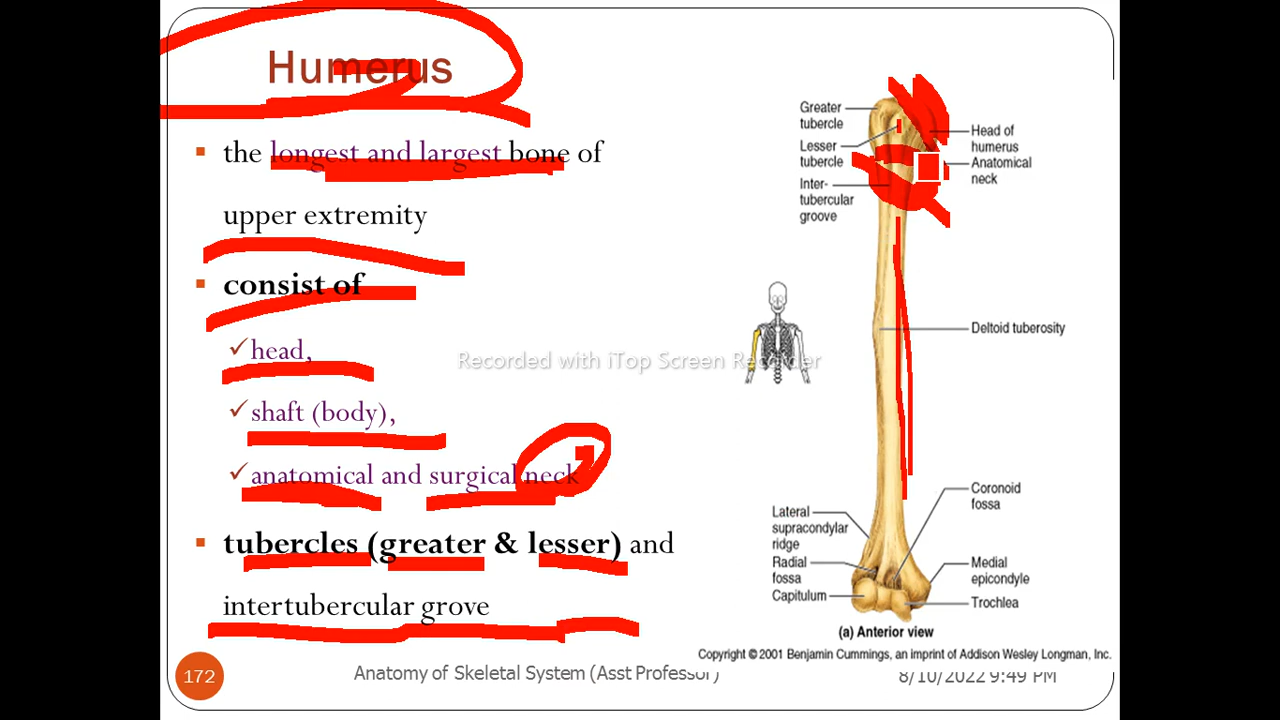 Humerus
the longest and largest bone of
upper extremity
consist of
head,
shaft (body),
anatomical and surgical neck
tubercles (greater & lesser) and
intertubercular grove
Greater
tubercle
Lesser
tubercle
Inter-
tubercular
groove
Head of
humerus
Anatomical
neck
Deltoid tuberosity
Recorded with iTop Screen Recorder
Coronoid
fossa
Lateral
supracondylar
ridge
Radial
fossa
Capitulum
Medial
epicondyle
Trochlea
(a) Anterior view
Copyright © 2001 Benjamin Cummings, an imprint of Addison Wesley Longman, Inc.
172
Anatomy of Skeletal System (Asst Professor)
8/10/2022 9:49 PM